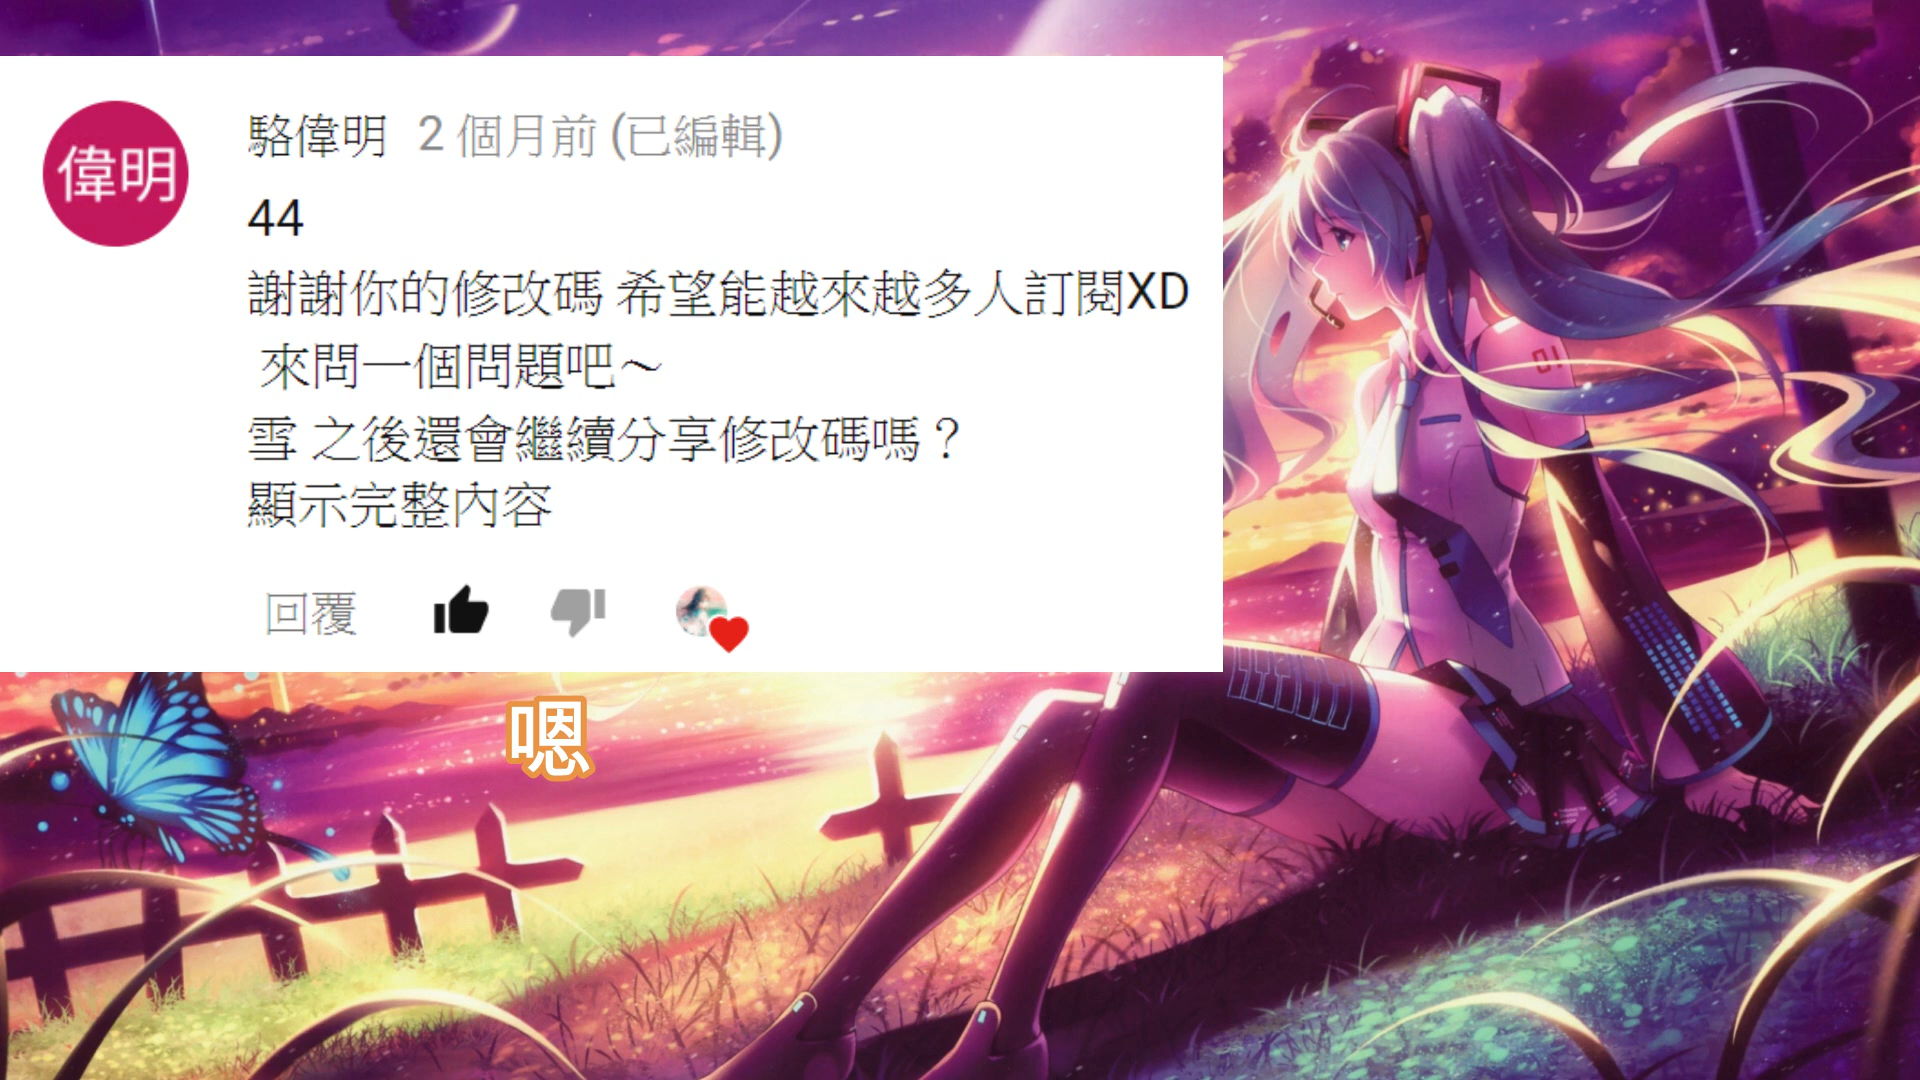 偉明
駱偉明 2 個月前 (已編輯)
44
謝謝你的修改碼 希望能越來越多人訂閱XD
來問一個問題吧～
雪 之後還會繼續分享修改碼嗎？
顯示完整內容
回覆
嗯
01